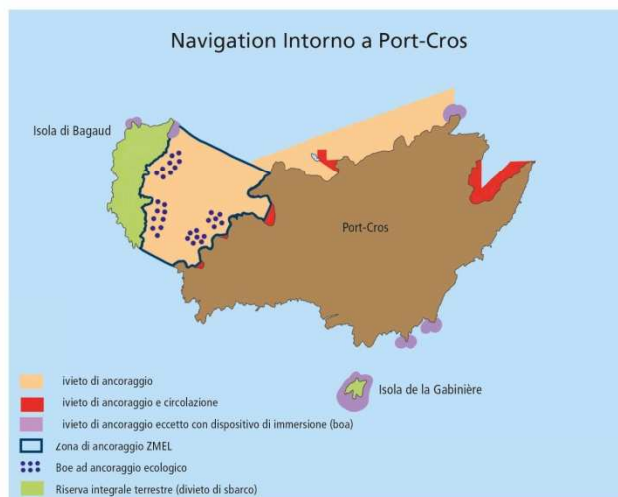 Navigation Intorno a Port-Cros
Isola di Bagaud
Port-Cros
Isola de la Gabinière
ivieto di ancoraggio
ivieto di ancoraggio e circolazione
ivieto di ancoraggio eccetto con dispositivo di immersione (boa)
Zona di ancoraggio ZMEL
Boe ad ancoraggio ecologico
Riserva integrale terrestre (divieto di sbarco)